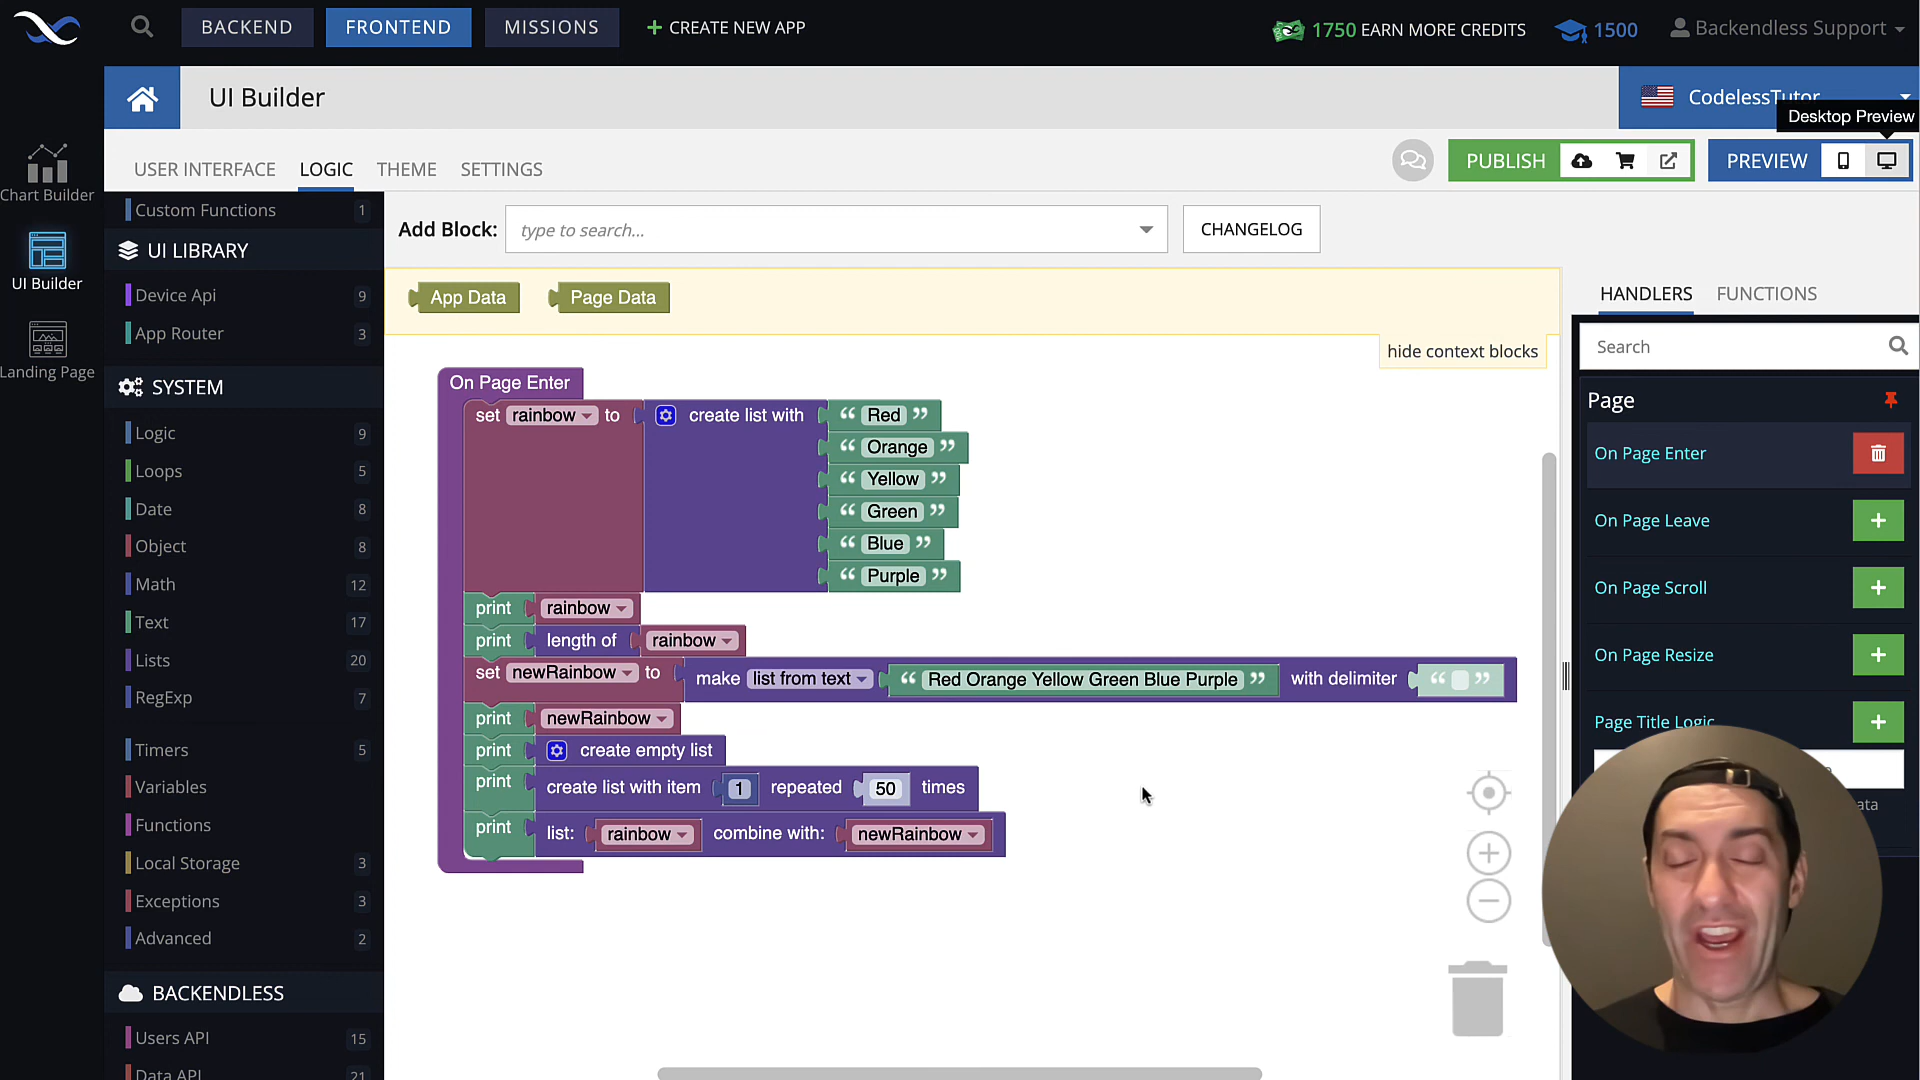 BACKEND
FRONTEND
MISSIONS
+ CREATE NEW APP
1750 EARN MORE CREDITS
1500
Backendless Support
UI Builder
CodelessTutor
Desktop Preview
Chart Builder
UI Builder
Landing Page
USER INTERFACE
LOGIC
THEME
SETTINGS
PUBLISH
PREVIEW
Custom Functions 1
UI LIBRARY
Device Api 9
App Router 3
SYSTEM
Logic 9
Loops 5
Date 8
Object 8
Math 12
Text 17
Lists 20
RegExp 7
Timers 5
Variables
Functions
Local Storage 3
Exceptions 3
Advanced 2
BACKENDLESS
Users API 15
Data API 21
Add Block:
type to search...
CHANGELOG
App Data
Page Data
hide context blocks
On Page Enter
set rainbow to create list with “ Red ”
“ Orange ”
“ Yellow ”
“ Green ”
“ Blue ”
“ Purple ”
print rainbow
print length of rainbow
set newRainbow to make list from text “ Red Orange Yellow Green Blue Purple ” with delimiter “ ”
print newRainbow
print create empty list
print create list with item 1 repeated 50 times
print list: rainbow combine with: newRainbow
HANDLERS
FUNCTIONS
Search
Page
On Page Enter
On Page Leave
On Page Scroll
On Page Resize
Page Title Logic